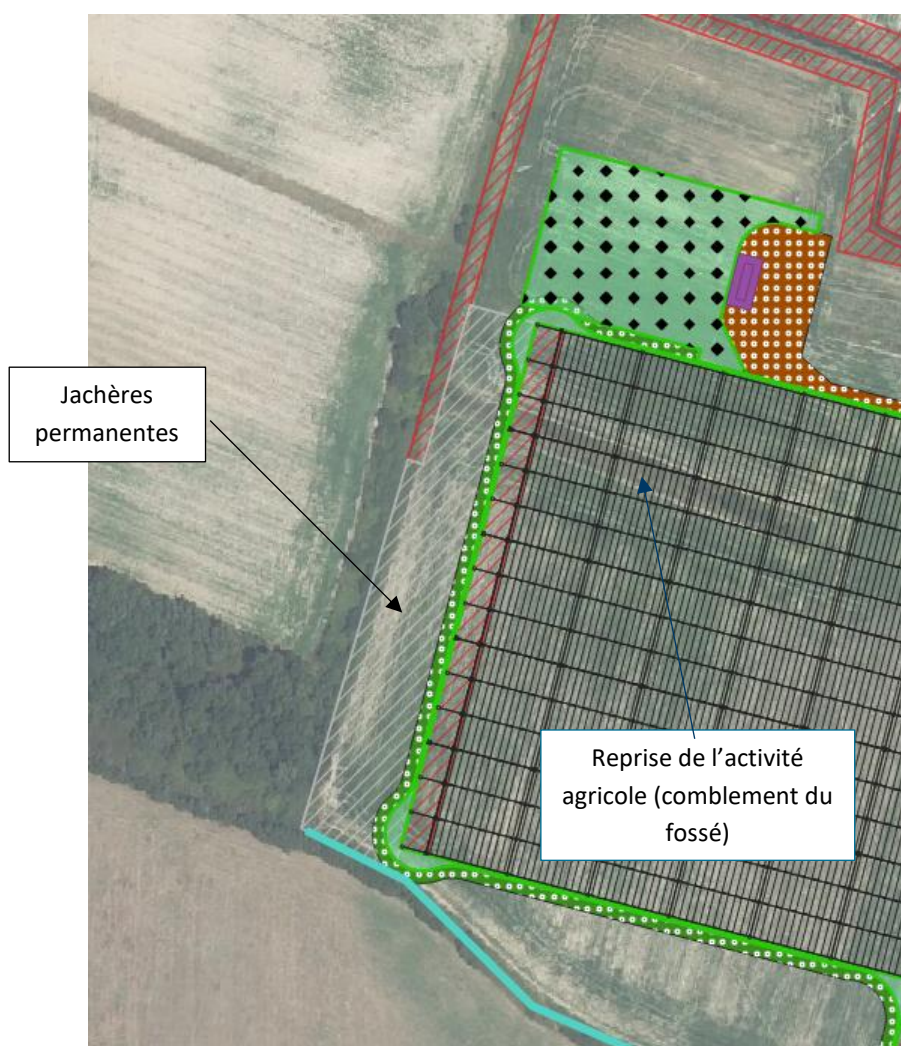 Jachères
permanentes
Reprise de l’activité
agricole (comblement du
fossé)